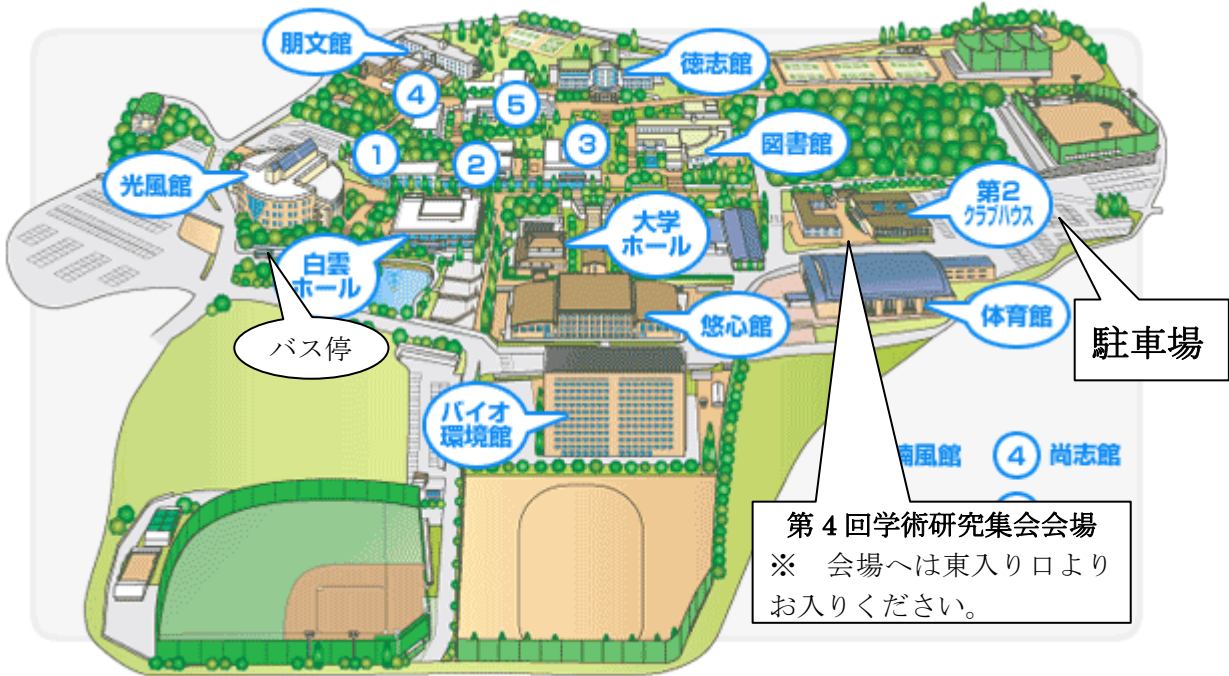 朋文館
徳志館
④
⑤
①
②
③
図書館
光風館
第2
クラブハウス
大学
ホール
白雲
ホール
バス停
悠心館
体育館
駐車場
バイオ
環境館
風館
④ 尚志館
第4回学術研究集会会場
※ 会場へは東入り口より
お入りください。